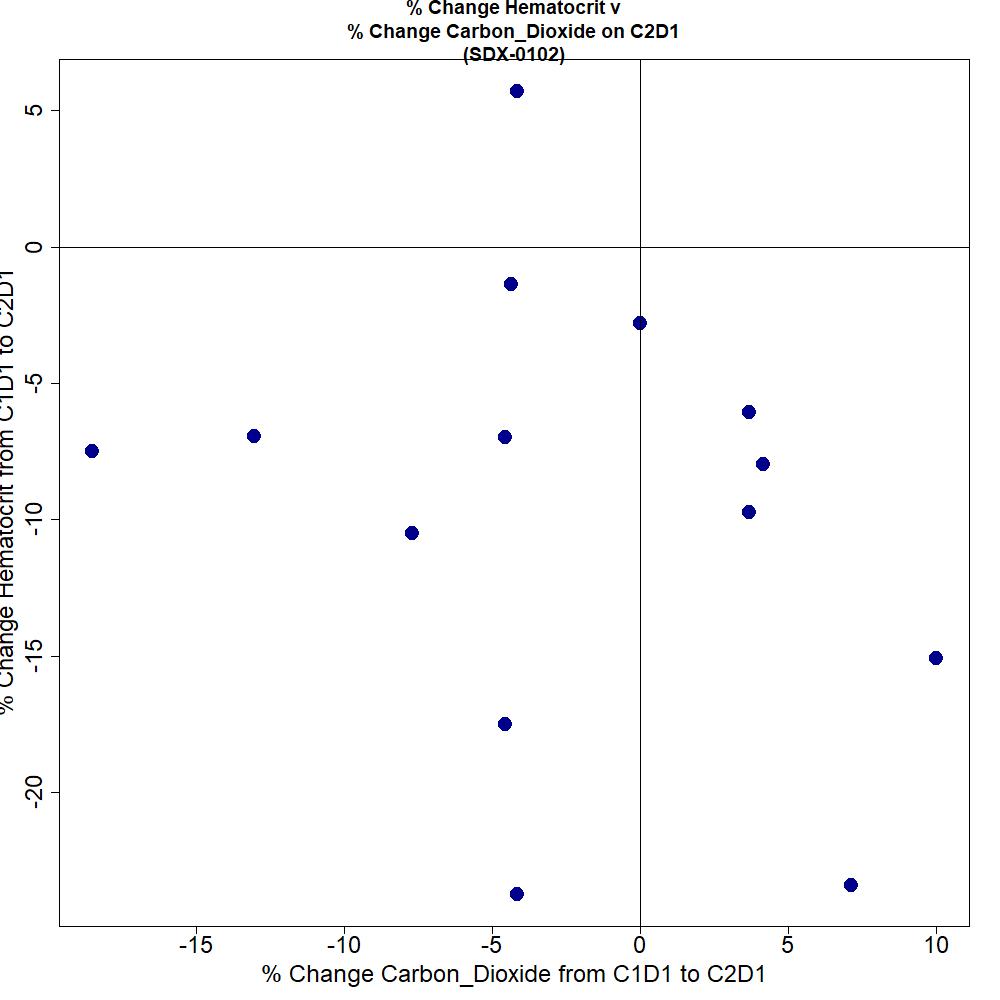 % Change Hematocrit v
% Change Carbon_Dioxide on C2D1
(SDX-0102)
5
0
-5
-10
-15
-20
% Change Hematocrit from C1D1 to C2D1
-15
-10
-5
0
5
10
% Change Carbon_Dioxide from C1D1 to C2D1